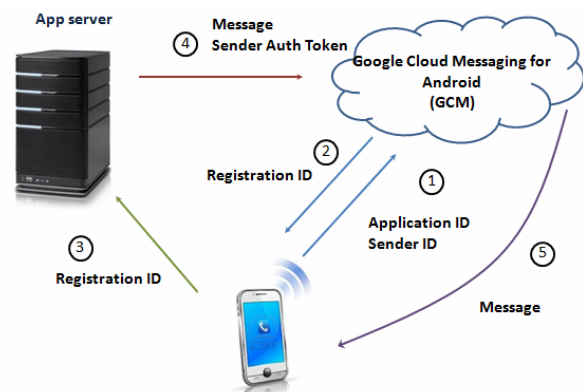 App server
4
Message
Sender Auth Token
Google Cloud Messaging for
Android
(GCM)
2
Registration ID
1
Application ID
Sender ID
3
Registration ID
5
Message